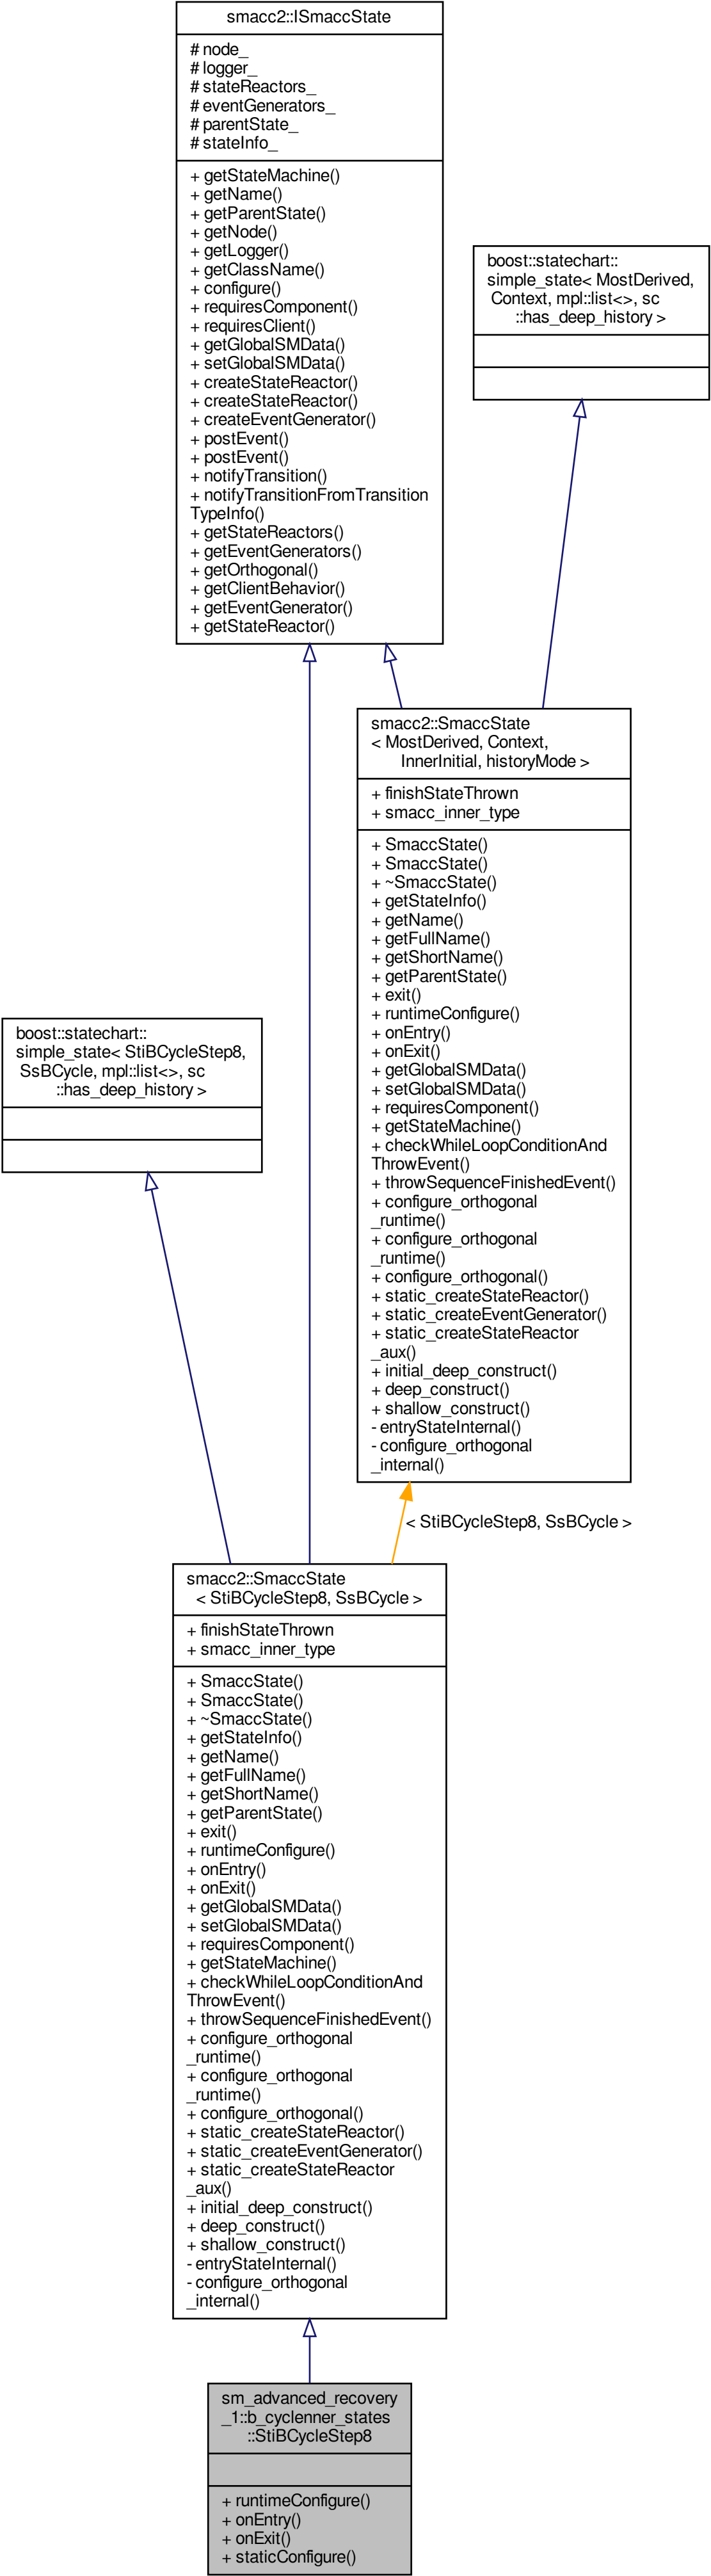 smacc2::ISmaccState
# node_
# logger_
# stateReactors_
# eventGenerators_
# parentState_
# stateInfo_
+ getStateMachine()
+ getName()
+ getParentState()
+ getNode()
+ getLogger()
+ getClassName()
+ configure()
+ requiresComponent()
+ requiresClient()
+ getGlobalSMData()
+ setGlobalSMData()
+ createStateReactor()
+ createStateReactor()
+ createEventGenerator()
+ postEvent()
+ postEvent()
+ notifyTransition()
+ notifyTransitionFromTransition
TypeInfo()
+ getStateReactors()
+ getEventGenerators()
+ getOrthogonal()
+ getClientBehavior()
+ getEventGenerator()
+ getStateReactor()
boost::statechart::
simple_state< MostDerived,
Context, mpl::list<>, sc
::has_deep_history >
smacc2::SmaccState
< MostDerived, Context,
InnerInitial, historyMode >
+ finishStateThrown
+ smacc_inner_type
+ SmaccState()
+ SmaccState()
+ ~SmaccState()
+ getStateInfo()
+ getName()
+ getFullName()
+ getShortName()
+ getParentState()
+ exit()
+ runtimeConfigure()
+ onEntry()
+ onExit()
+ getGlobalSMData()
+ setGlobalSMData()
+ requiresComponent()
+ getStateMachine()
+ checkWhileLoopConditionAnd
ThrowEvent()
+ throwSequenceFinishedEvent()
+ configure_orthogonal
_runtime()
+ configure_orthogonal
_runtime()
+ configure_orthogonal()
+ static_createStateReactor()
+ static_createEventGenerator()
+ static_createStateReactor
_aux()
+ initial_deep_construct()
+ deep_construct()
+ shallow_construct()
- entryStateInternal()
- configure_orthogonal
_internal()
boost::statechart::
simple_state< StiBCycleStep8,
SsBCycle, mpl::list<>, sc
::has_deep_history >
< StiBCycleStep8, SsBCycle >
smacc2::SmaccState
< StiBCycleStep8, SsBCycle >
+ finishStateThrown
+ smacc_inner_type
+ SmaccState()
+ SmaccState()
+ ~SmaccState()
+ getStateInfo()
+ getName()
+ getFullName()
+ getShortName()
+ getParentState()
+ exit()
+ runtimeConfigure()
+ onEntry()
+ onExit()
+ getGlobalSMData()
+ setGlobalSMData()
+ requiresComponent()
+ getStateMachine()
+ checkWhileLoopConditionAnd
ThrowEvent()
+ throwSequenceFinishedEvent()
+ configure_orthogonal
_runtime()
+ configure_orthogonal
_runtime()
+ configure_orthogonal()
+ static_createStateReactor()
+ static_createEventGenerator()
+ static_createStateReactor
_aux()
+ initial_deep_construct()
+ deep_construct()
+ shallow_construct()
- entryStateInternal()
- configure_orthogonal
_internal()
sm_advanced_recovery
_1::b_cyclenner_states
::StiBCycleStep8
+ runtimeConfigure()
+ onEntry()
+ onExit()
+ staticConfigure()